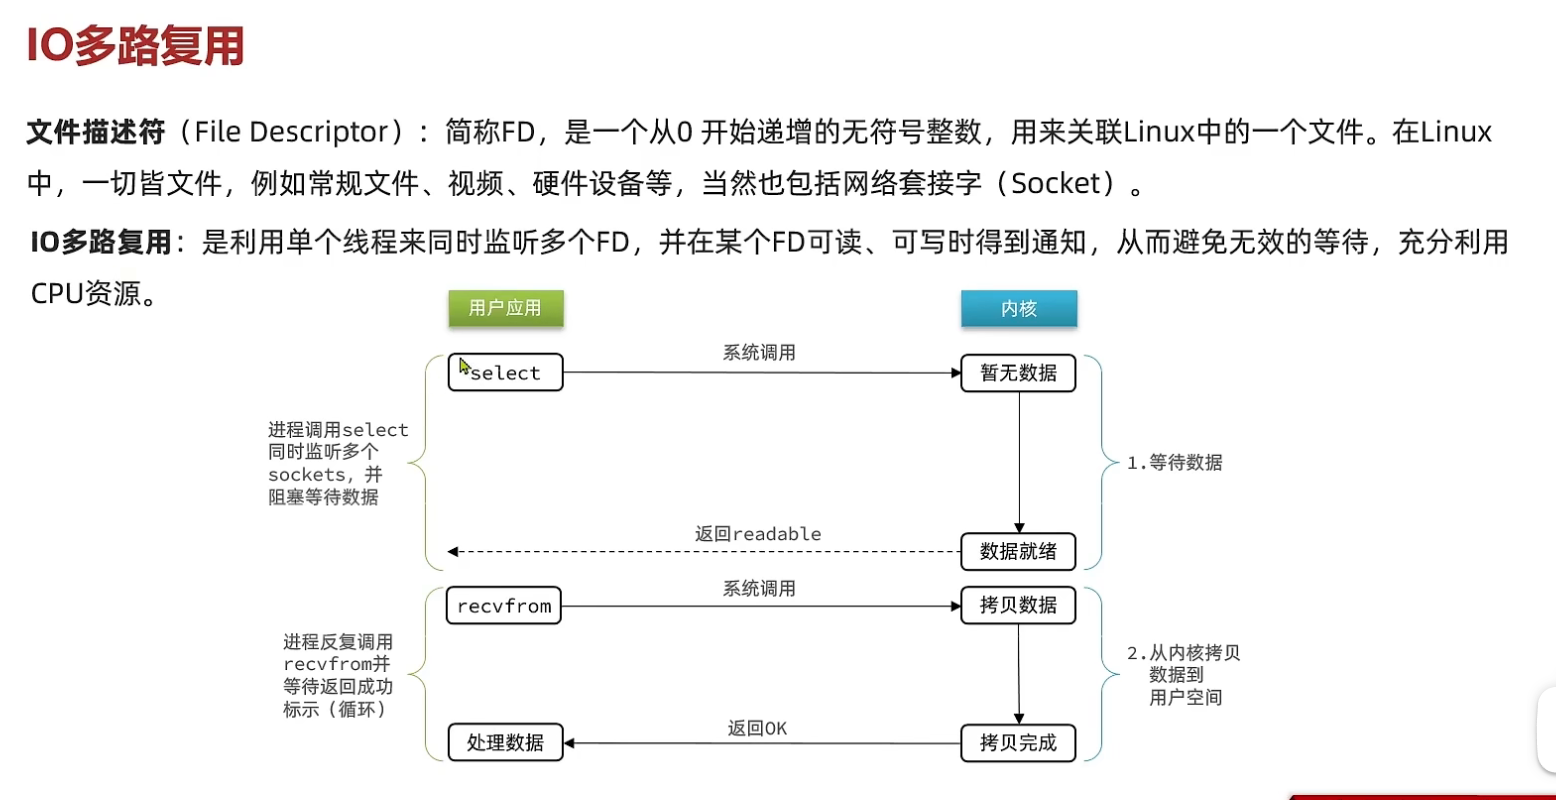 IO多路复用
文件描述符（File Descriptor）：简称FD，是一个从0 开始递增的无符号整数，用来关联Linux中的一个文件。在Linux
中，一切皆文件，例如常规文件、视频、硬件设备等，当然也包括网络套接字（Socket）。
IO多路复用：是利用单个线程来同时监听多个FD，并在某个FD可读、可写时得到通知，从而避免无效的等待，充分利用
CPU资源。
用户应用
内核
系统调用
select
暂无数据
进程调用select
同时监听多个
sockets，并
阻塞等待数据
1.等待数据
返回readable
数据就绪
系统调用
recvfrom
拷贝数据
进程反复调用
recvfrom并
等待返回成功
标示（循环）
2.从内核拷贝
数据到
用户空间
返回OK
处理数据
拷贝完成